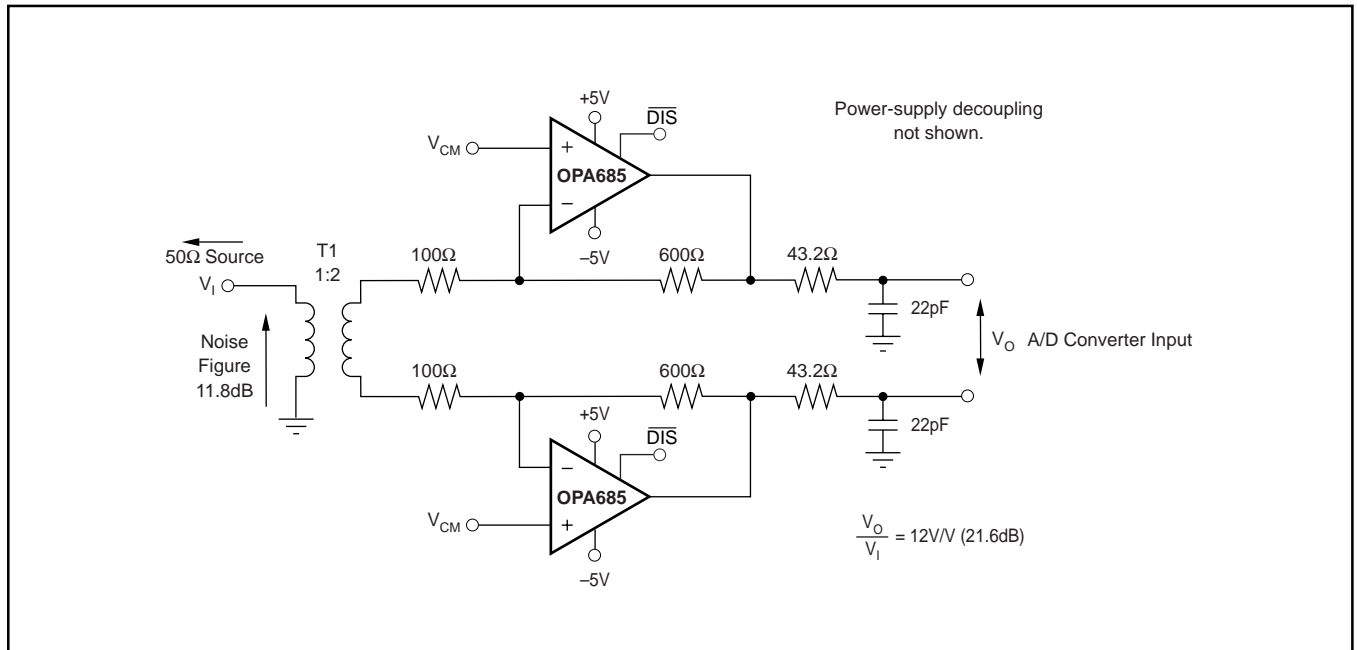 +5V
DIS
Power-supply decoupling
not shown.
V_CM
+
OPA685
–
–5V
50Ω Source
T1
1:2
100Ω
600Ω
43.2Ω
V_I
22pF
Noise
Figure
11.8dB
V_O A/D Converter Input
100Ω
600Ω
43.2Ω
+5V
DIS
22pF
–
OPA685
V_CM
+
–5V
V_O
V_I
= 12V/V (21.6dB)